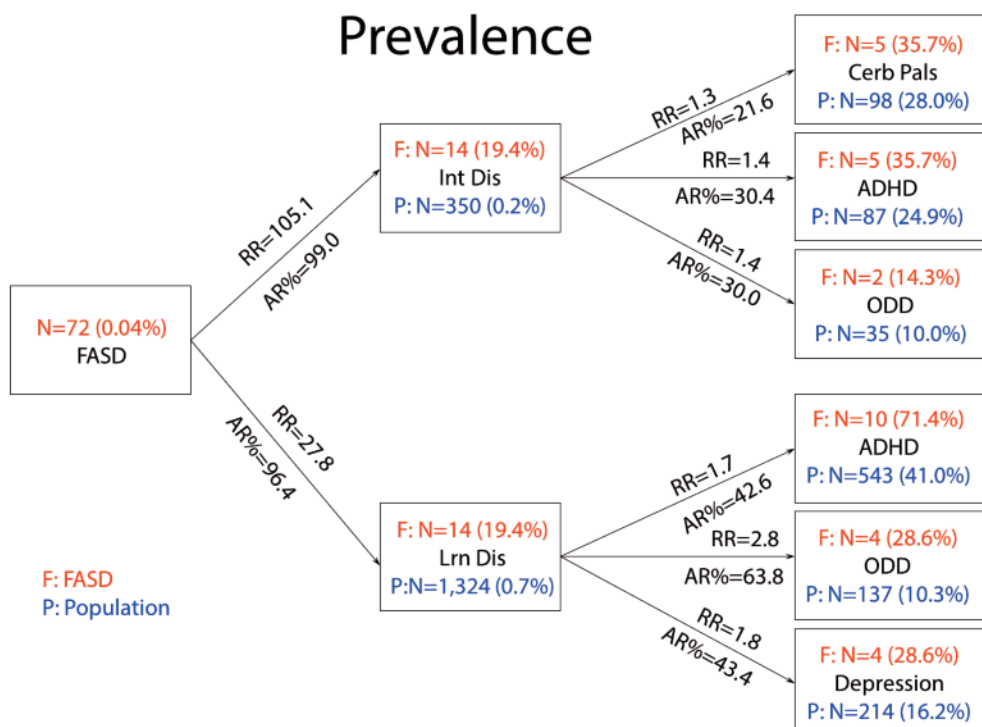 Prevalence
N=72 (0.04%)
FASD
RR=105.1
AR%=99.0
RR=27.8
AR%=96.4
F: N=14 (19.4%)
Int Dis
P: N=350 (0.2%)
RR=1.3
AR%=21.6
RR=1.4
AR%=30.4
RR=1.4
AR%=30.0
F: N=5 (35.7%)
Cerb Pals
P: N=98 (28.0%)
F: N=5 (35.7%)
ADHD
P: N=87 (24.9%)
F: N=2 (14.3%)
ODD
P: N=35 (10.0%)
F: N=14 (19.4%)
Lrn Dis
P:N=1,324 (0.7%)
RR=1.7
AR%=42.6
RR=2.8
AR%=63.8
RR=1.8
AR%=43.4
F: N=10 (71.4%)
ADHD
P: N=543 (41.0%)
F: N=4 (28.6%)
ODD
P: N=137 (10.3%)
F: N=4 (28.6%)
Depression
P: N=214 (16.2%)
F: FASD
P: Population